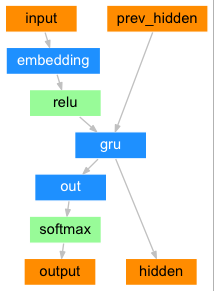 input prev_hidden
embedding
relu
gru
out
softmax
output hidden